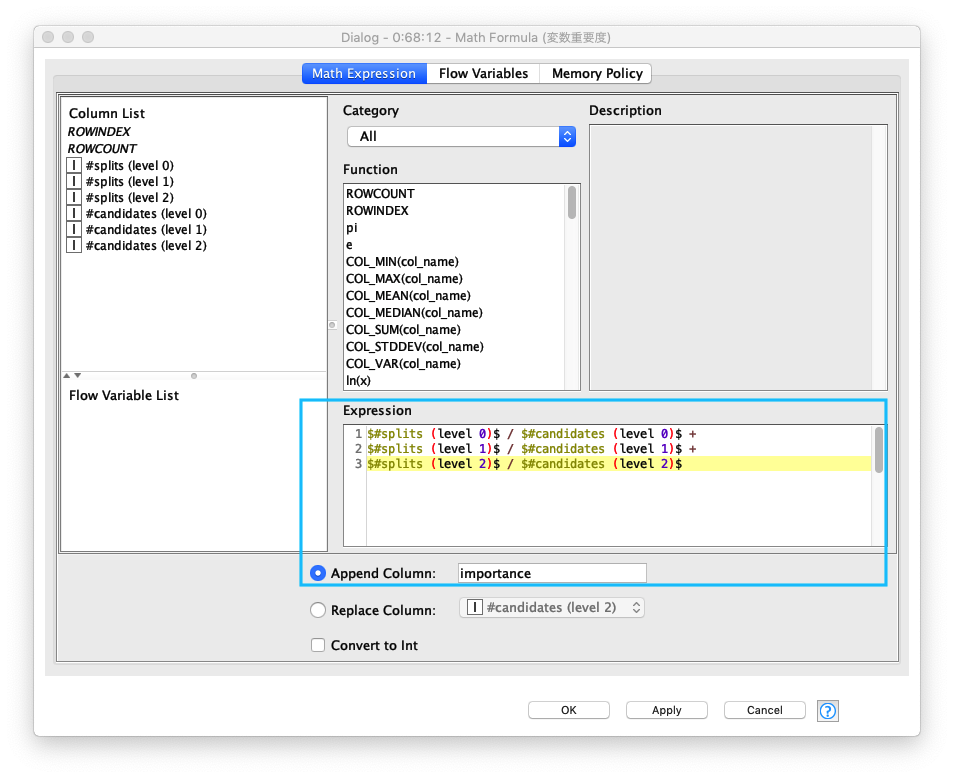 Dialog - 0:68:12 - Math Formula (変数重要度)
Math Expression
Flow Variables
Memory Policy
Column List
ROWINDEX
ROWCOUNT
I #splits (level 0)
I #splits (level 1)
I #splits (level 2)
I #candidates (level 0)
I #candidates (level 1)
I #candidates (level 2)
Flow Variable List
Category
All
Function
ROWCOUNT
ROWINDEX
pi
e
COL_MIN(col_name)
COL_MAX(col_name)
COL_MEAN(col_name)
COL_MEDIAN(col_name)
COL_SUM(col_name)
COL_STDDEV(col_name)
COL_VAR(col_name)
ln(x)
Description
Expression
1 $#splits (level 0)$ / $#candidates (level 0)$ +
2 $#splits (level 1)$ / $#candidates (level 1)$ +
3 $#splits (level 2)$ / $#candidates (level 2)$
Append Column: importance
Replace Column: I #candidates (level 2)
Convert to Int
OK
Apply
Cancel
?